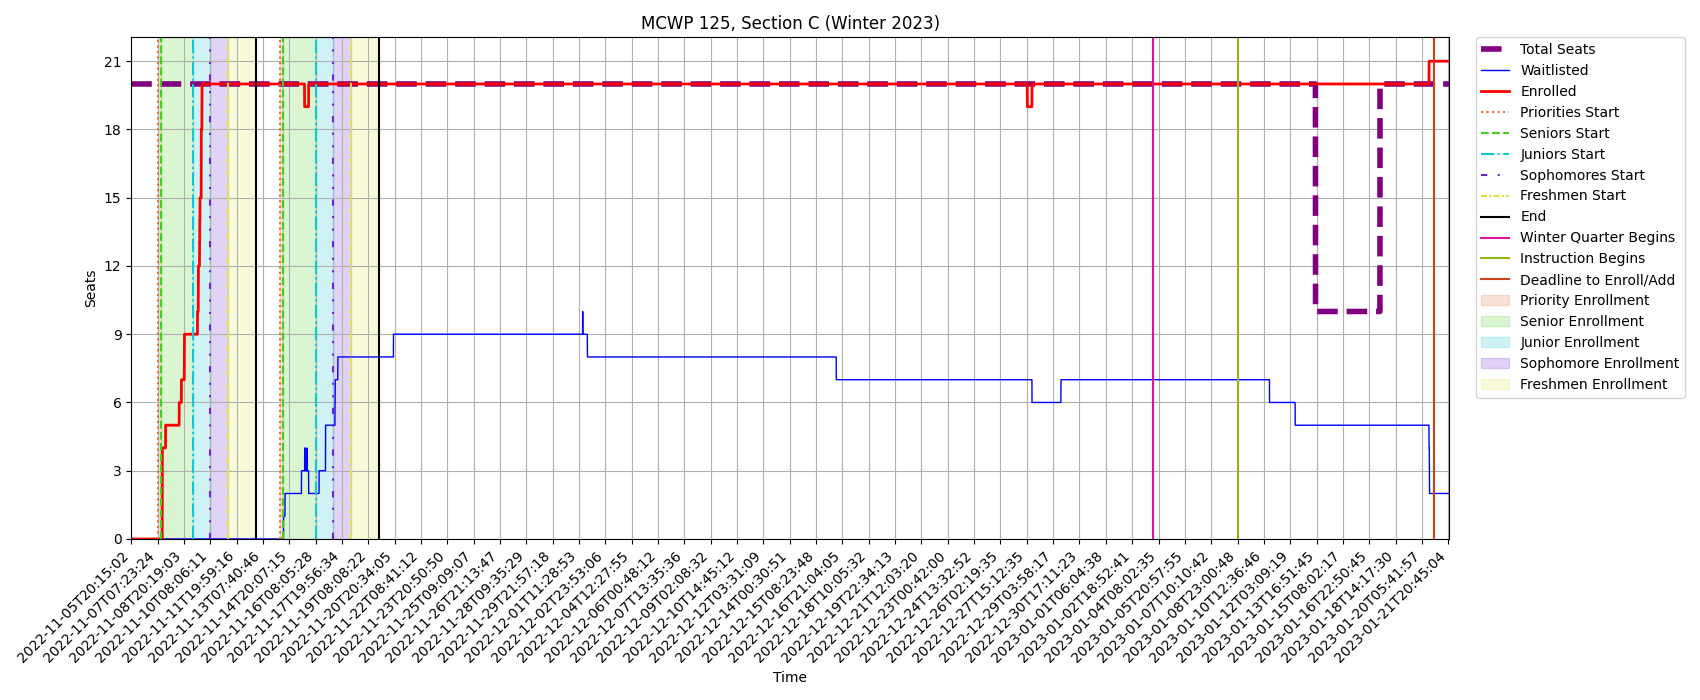 MCWP 125, Section C (Winter 2023)
Seats
21
18
15
12
9
6
3
0
2022-11-05T20:15:02
2022-11-07T07:23:24
2022-11-08T20:19:03
2022-11-10T08:06:11
2022-11-11T19:59:16
2022-11-13T07:40:46
2022-11-14T20:07:15
2022-11-16T08:05:28
2022-11-17T19:56:34
2022-11-19T08:08:22
2022-11-20T20:34:05
2022-11-22T08:41:12
2022-11-23T20:50:50
2022-11-25T09:09:07
2022-11-26T21:13:47
2022-11-28T09:35:29
2022-11-29T21:57:18
2022-12-01T11:28:53
2022-12-02T23:53:06
2022-12-04T12:27:55
2022-12-06T00:48:12
2022-12-07T13:35:36
2022-12-09T02:08:32
2022-12-10T14:45:12
2022-12-12T03:31:09
2022-12-14T00:30:51
2022-12-15T08:23:48
2022-12-16T21:04:05
2022-12-18T10:05:32
2022-12-19T22:34:13
2022-12-21T12:03:20
2022-12-23T00:42:00
2022-12-24T13:32:52
2022-12-26T02:19:35
2022-12-27T15:12:35
2022-12-29T03:58:17
2022-12-30T17:11:23
2023-01-01T06:04:38
2023-01-02T18:52:41
2023-01-04T08:02:35
2023-01-05T20:57:55
2023-01-07T10:10:42
2023-01-08T23:00:48
2023-01-10T12:36:46
2023-01-12T03:09:19
2023-01-13T16:51:45
2023-01-15T08:02:17
2023-01-16T22:50:45
2023-01-18T14:17:30
2023-01-20T05:41:57
2023-01-21T20:45:04
Time
Total Seats
Waitlisted
Enrolled
Priorities Start
Seniors Start
Juniors Start
Sophomores Start
Freshmen Start
End
Winter Quarter Begins
Instruction Begins
Deadline to Enroll/Add
Priority Enrollment
Senior Enrollment
Junior Enrollment
Sophomore Enrollment
Freshmen Enrollment